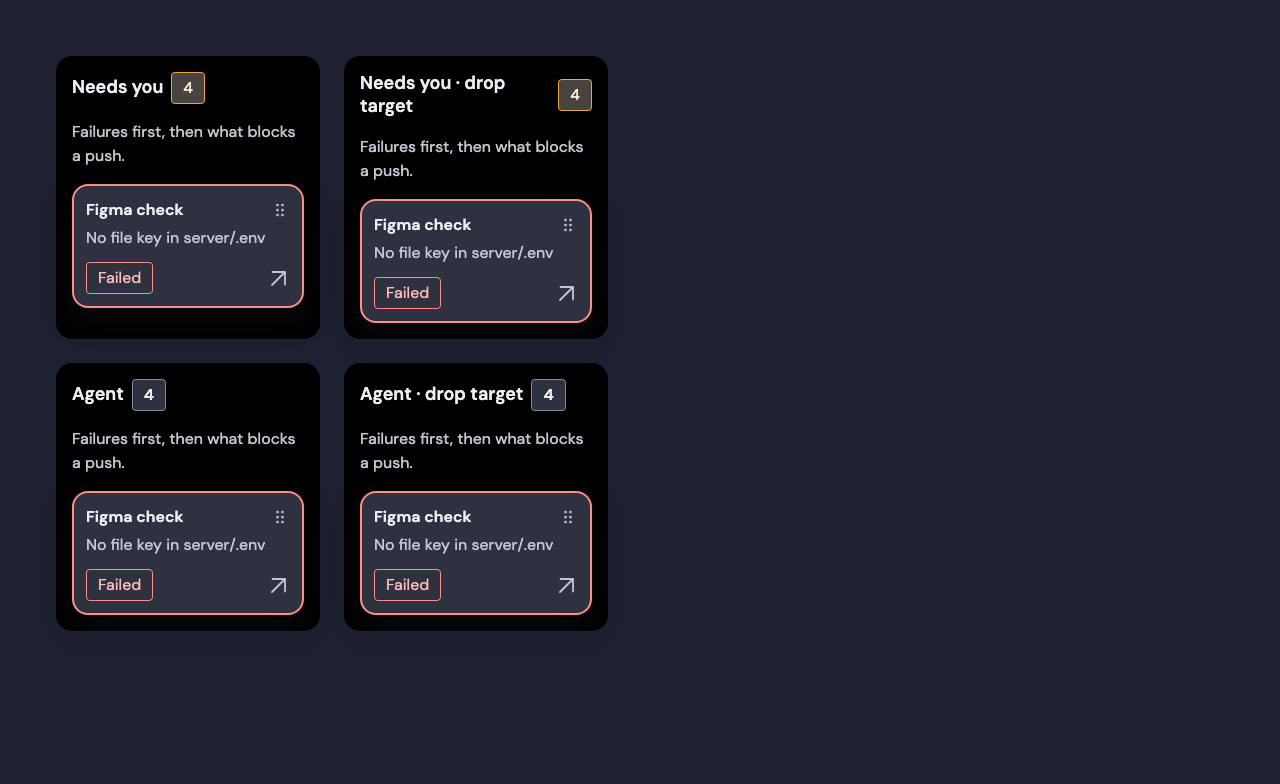 Needs you 4
Failures first, then what blocks
a push.
Figma check
No file key in server/.env
Failed
Needs you · drop
target
4
Failures first, then what blocks
a push.
Figma check
No file key in server/.env
Failed
Agent 4
Failures first, then what blocks
a push.
Figma check
No file key in server/.env
Failed
Agent · drop target 4
Failures first, then what blocks
a push.
Figma check
No file key in server/.env
Failed